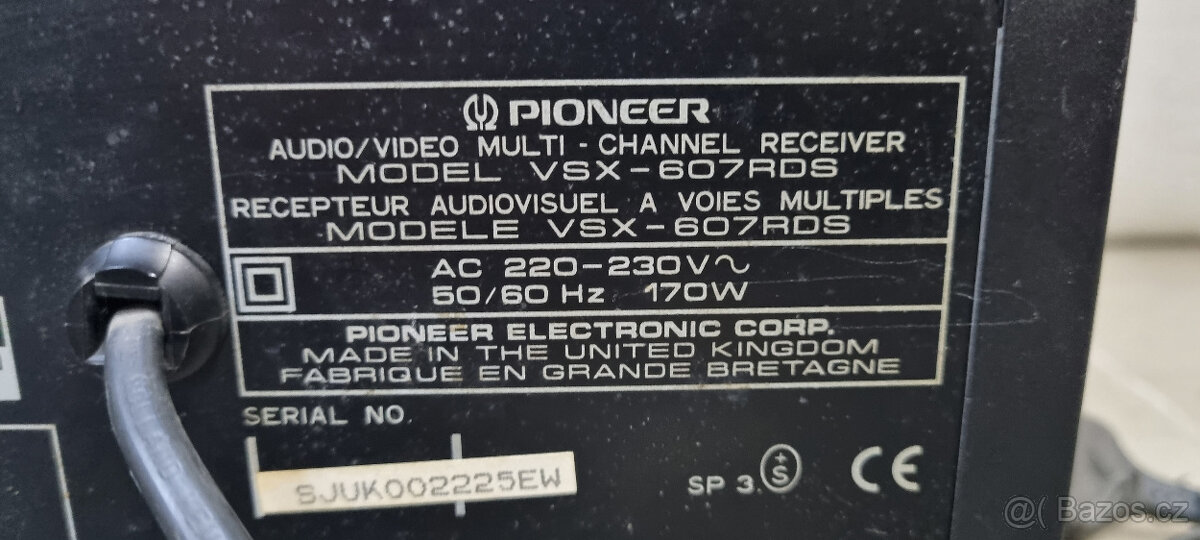 PIONEER
AUDIO/VIDEO MULTI - CHANNEL RECEIVER
MODEL VSX-607RDS
RECEPTEUR AUDIOVISUEL A VOIES MULTIPLES
MODELE VSX-607RDS
AC 220-230V~
50/60 Hz 170W
PIONEER ELECTRONIC CORP.
MADE IN THE UNITED KINGDOM
FABRIQUE EN GRANDE BRETAGNE
SERIAL NO.
SJUK002225EW
SP 3. +S CE
@( Bazos.cz